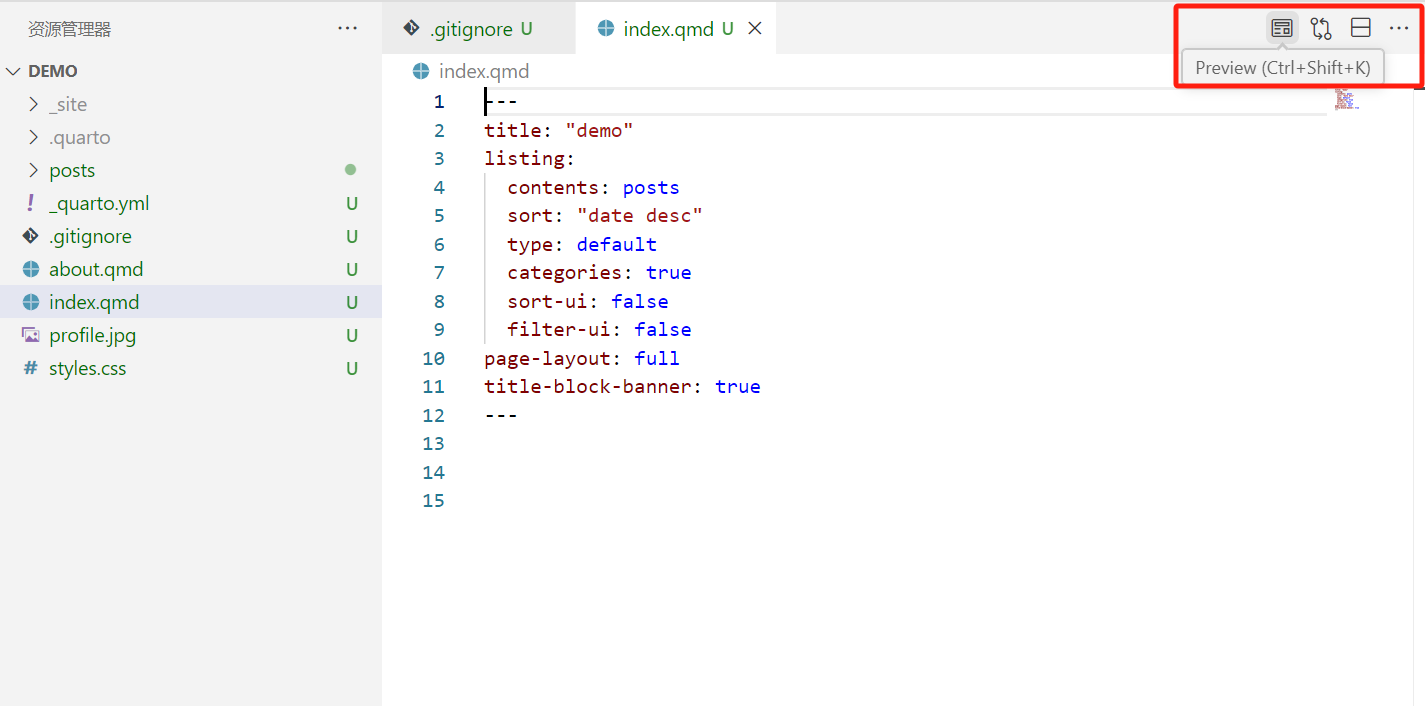 资源管理器 ···
DEMO
_site
.quarto
posts
_quarto.yml U
.gitignore U
about.qmd U
index.qmd U
profile.jpg U
# styles.css U
.gitignore U
index.qmd U
Preview (Ctrl+Shift+K)
index.qmd
1 ---
2 title: "demo"
3 listing:
4   contents: posts
5   sort: "date desc"
6   type: default
7   categories: true
8   sort-ui: false
9   filter-ui: false
10 page-layout: full
11 title-block-banner: true
12 ---
13
14
15